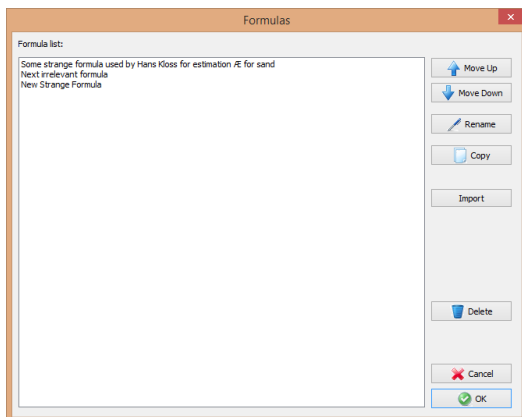 Formulas
Formula list:
Some strange formula used by Hans Kloss for estimation Æ for sand
Next irrelevant formula
New Strange Formula
Move Up
Move Down
Rename
Copy
Import
Delete
Cancel
OK